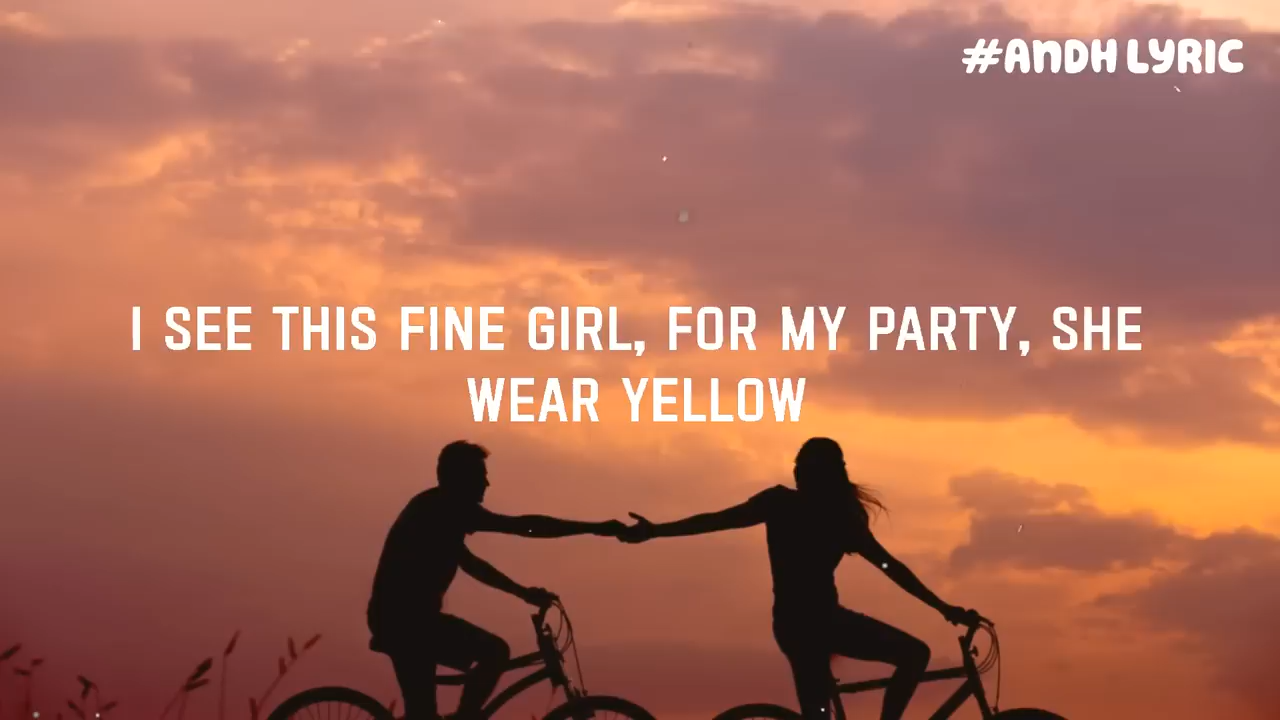 #ANDH LYRIC
I SEE THIS FINE GIRL, FOR MY PARTY, SHE
WEAR YELLOW